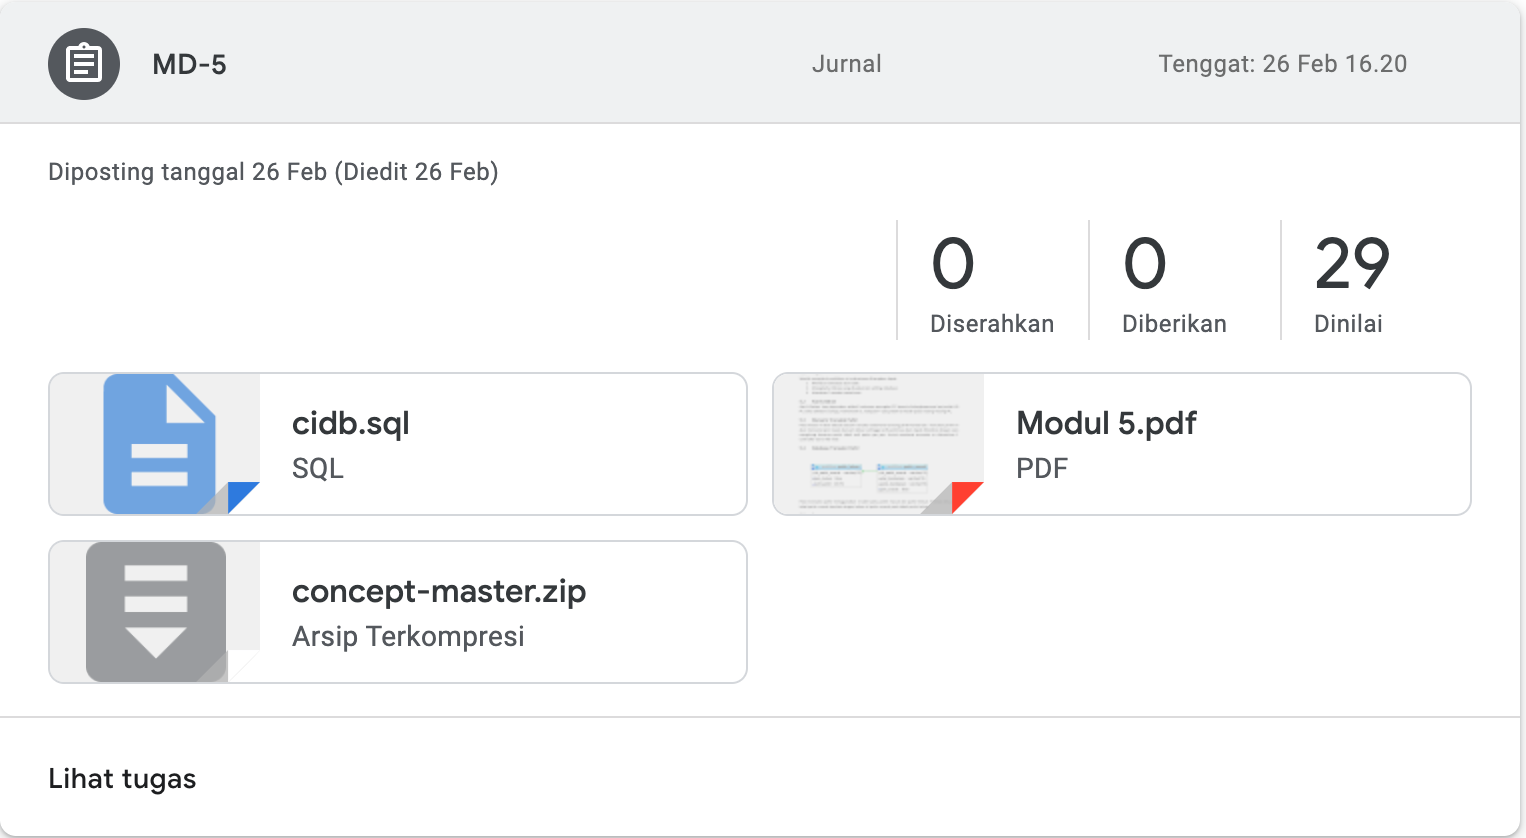 MD-5
Jurnal
Tenggat: 26 Feb 16.20
Diposting tanggal 26 Feb (Diedit 26 Feb)
0
Diserahkan
0
Diberikan
29
Dinilai
cidb.sql
SQL
Modul 5.pdf
PDF
concept-master.zip
Arsip Terkompresi
Lihat tugas